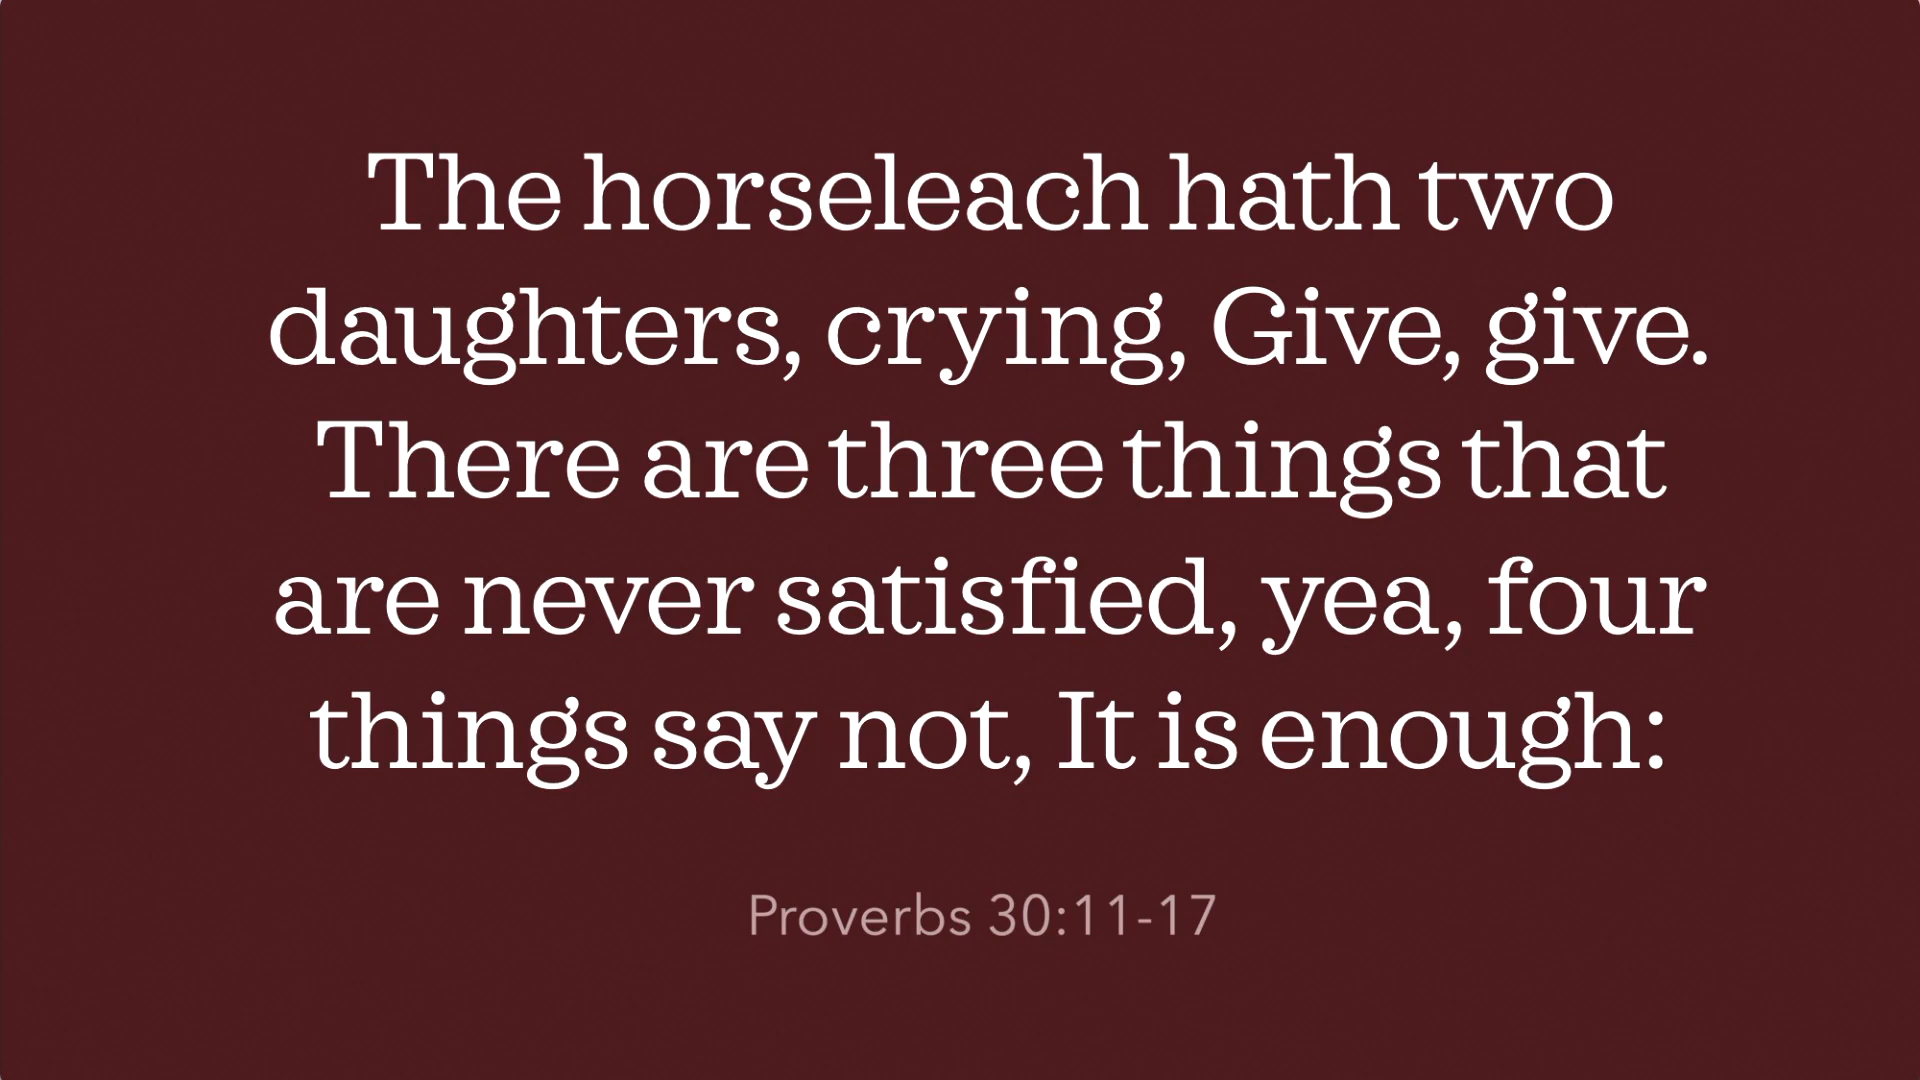 The horseleach hath two
daughters, crying, Give, give.
There are three things that
are never satisfied, yea, four
things say not, It is enough:
Proverbs 30:11-17